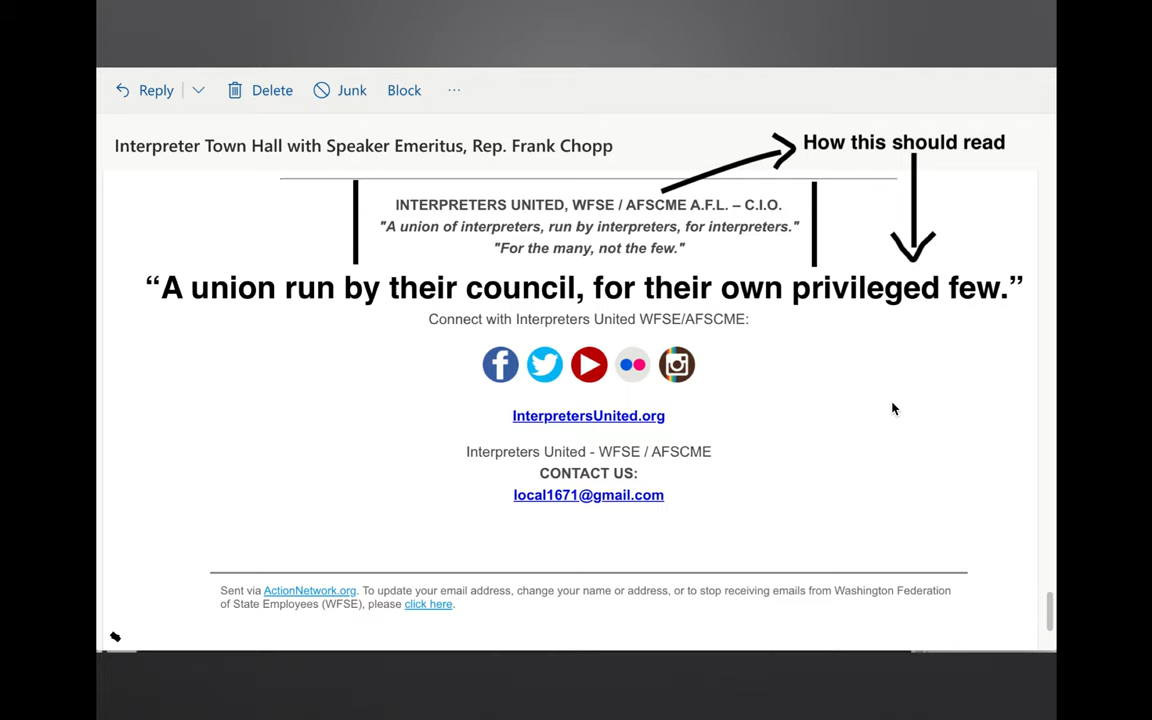 Reply Delete Junk Block ···
Interpreter Town Hall with Speaker Emeritus, Rep. Frank Chopp
How this should read
INTERPRETERS UNITED, WFSE / AFSCME A.F.L. – C.I.O.
"A union of interpreters, run by interpreters, for interpreters."
"For the many, not the few."
“A union run by their council, for their own privileged few.”
Connect with Interpreters United WFSE/AFSCME:
InterpretersUnited.org
Interpreters United - WFSE / AFSCME
CONTACT US:
local1671@gmail.com
Sent via ActionNetwork.org. To update your email address, change your name or address, or to stop receiving emails from Washington Federation
of State Employees (WFSE), please click here.